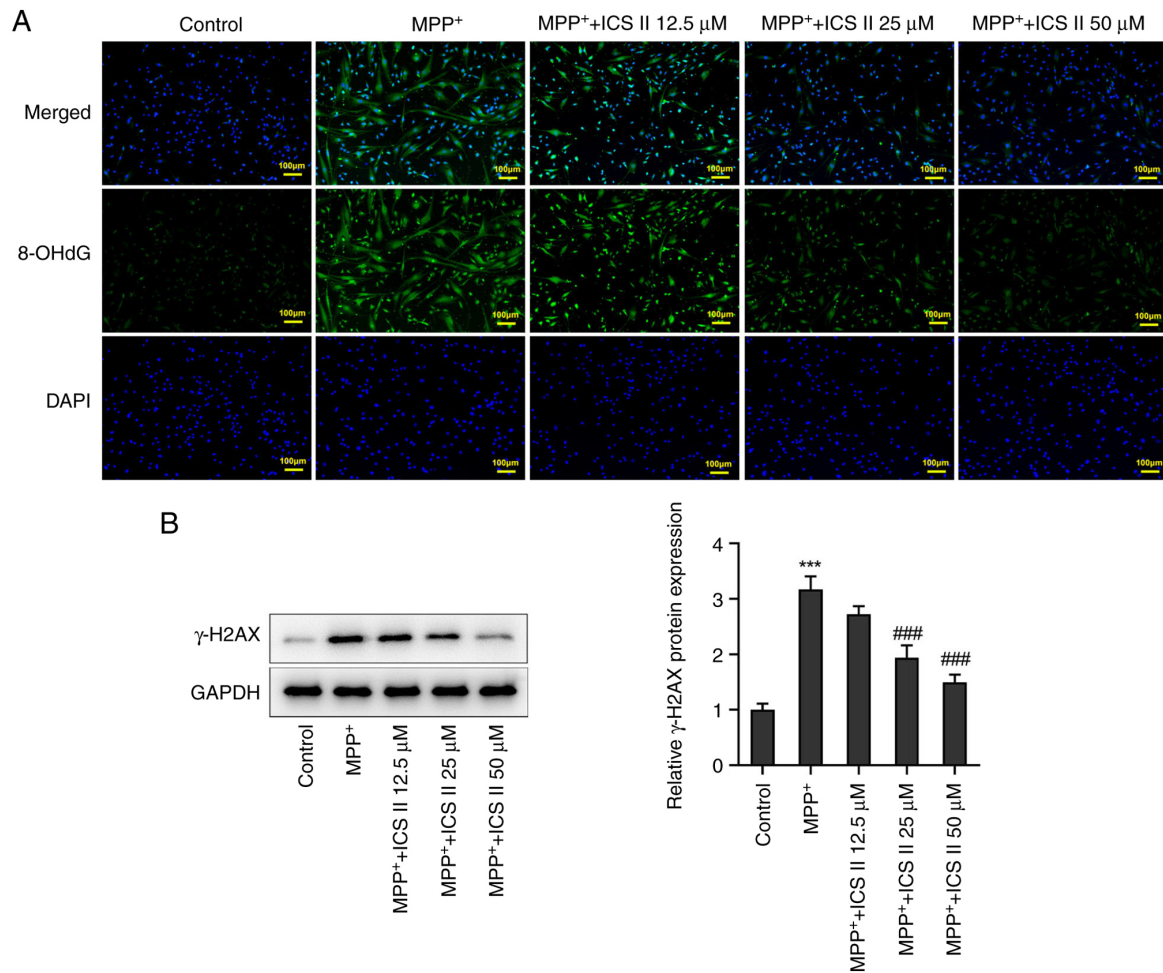 A
Control
MPP⁺
MPP⁺+ICS II 12.5 μM
MPP⁺+ICS II 25 μM
MPP⁺+ICS II 50 μM
Merged
100μm
100μm
100μm
100μm
100μm
8-OHdG
100μm
100μm
100μm
100μm
100μm
DAPI
100μm
100μm
100μm
100μm
100μm
B
γ-H2AX
GAPDH
Control
MPP⁺
MPP⁺+ICS II 12.5 μM
MPP⁺+ICS II 25 μM
MPP⁺+ICS II 50 μM
Relative γ-H2AX protein expression
4
3
2
1
0
***
###
###
Control
MPP⁺
MPP⁺+ICS II 12.5 μM
MPP⁺+ICS II 25 μM
MPP⁺+ICS II 50 μM